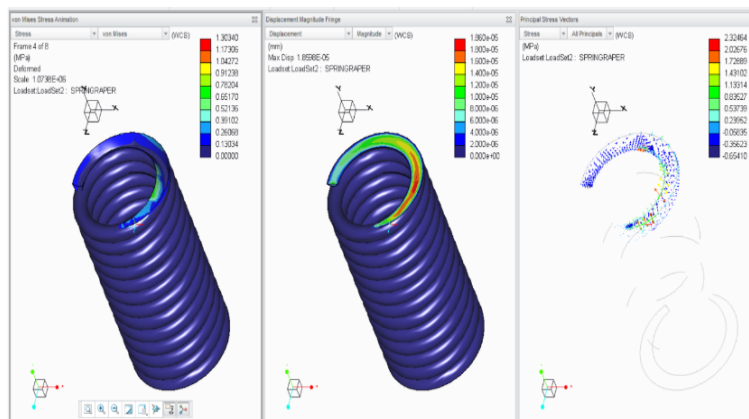 von Mises Stress Animation
Stress von Mises (WCS)
Frame 4 of 8
(MPa)
Deformed
Scale 1.0738E+06
Loadset:LoadSet2 : SPRINGRAPER
1.30340
1.17306
1.04272
0.91238
0.78204
0.65170
0.52136
0.39102
0.26068
0.13034
0.00000
Y
X
Z
Displacement Magnitude Fringe
Displacement Magnitude (WCS)
(mm)
Max Disp 1.8598E-05
Loadset:LoadSet2 : SPRINGRAPER
1.860e-05
1.800e-05
1.600e-05
1.400e-05
1.200e-05
1.000e-05
8.000e-06
6.000e-06
4.000e-06
2.000e-06
0.000e+00
Y
X
Z
Principal Stress Vectors
Stress All Principals (WCS)
(MPa)
Loadset:LoadSet2 : SPRINGRAPER
2.32464
2.02676
1.72889
1.43102
1.13314
0.83527
0.53739
0.23952
-0.05835
-0.35623
-0.65410
Y
X
Z